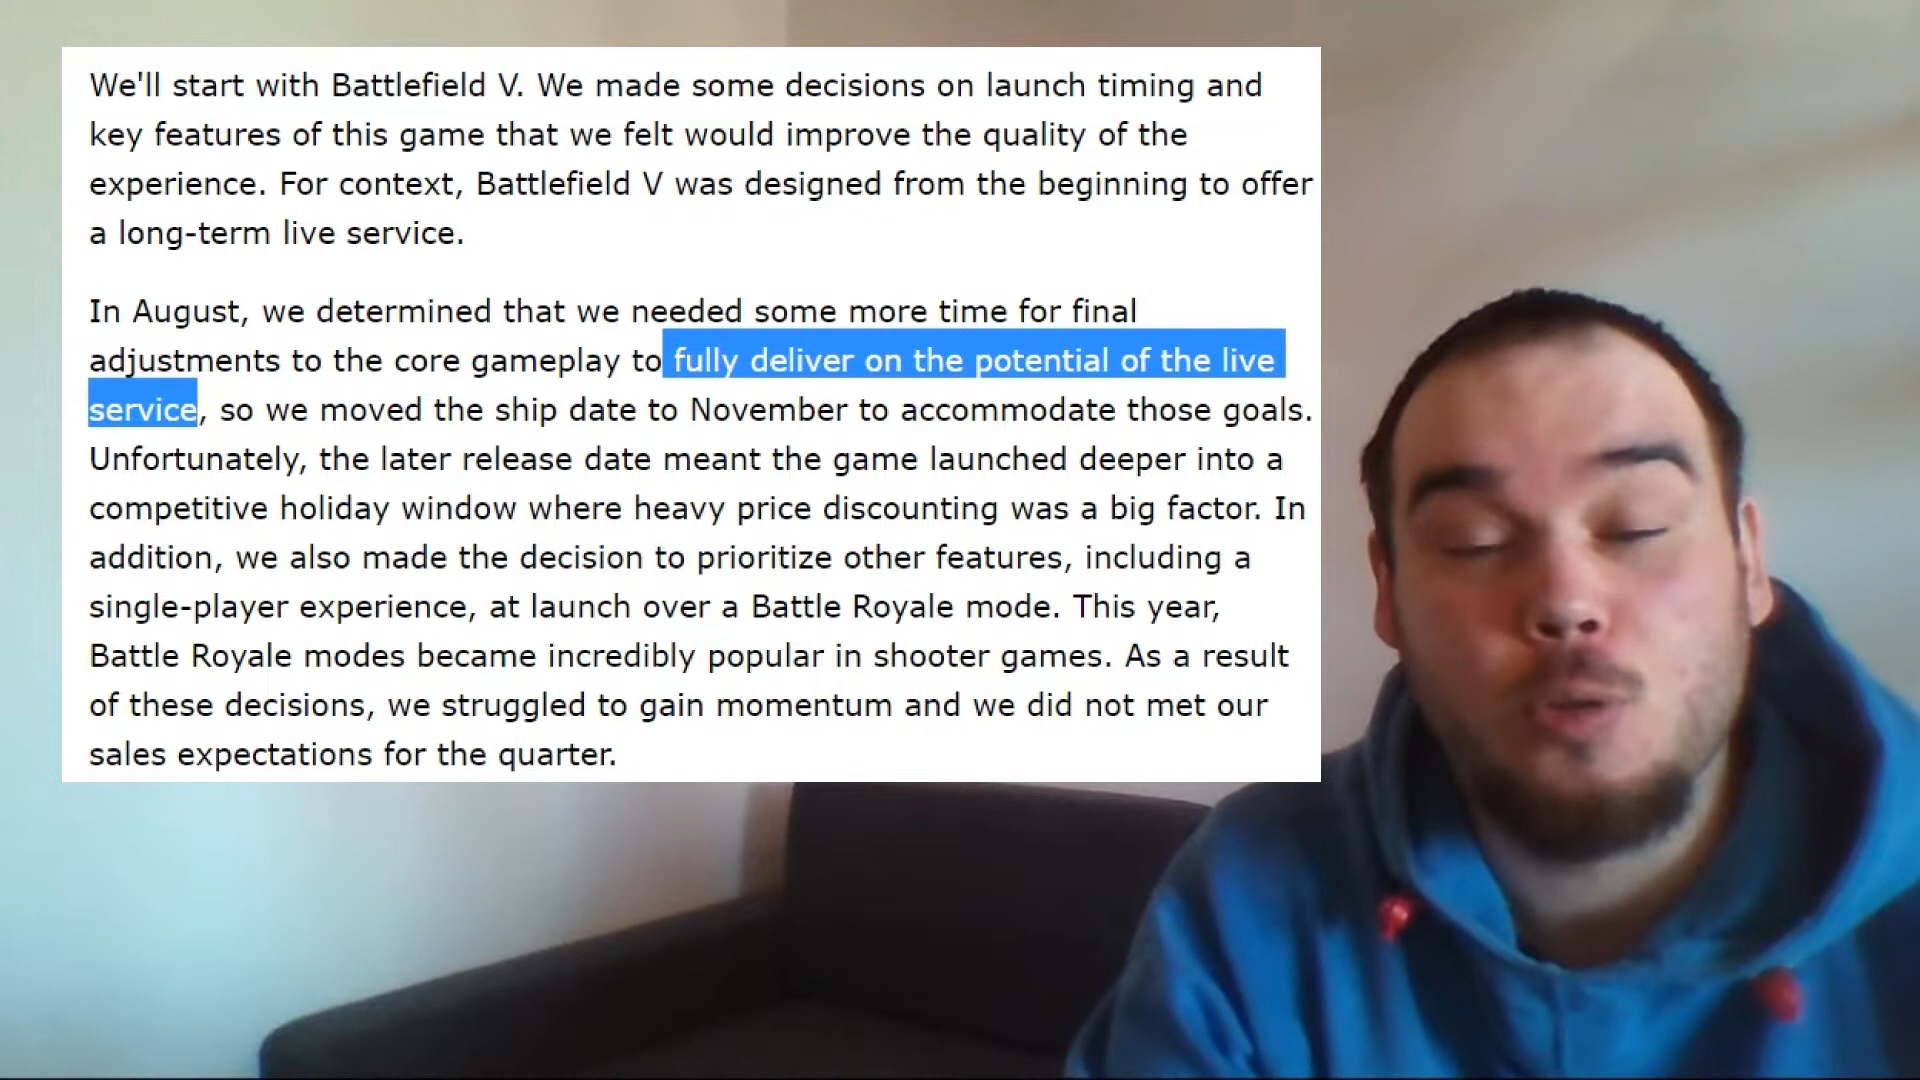 We'll start with Battlefield V. We made some decisions on launch timing and
key features of this game that we felt would improve the quality of the
experience. For context, Battlefield V was designed from the beginning to offer
a long-term live service.
In August, we determined that we needed some more time for final
adjustments to the core gameplay to fully deliver on the potential of the live
service, so we moved the ship date to November to accommodate those goals.
Unfortunately, the later release date meant the game launched deeper into a
competitive holiday window where heavy price discounting was a big factor. In
addition, we also made the decision to prioritize other features, including a
single-player experience, at launch over a Battle Royale mode. This year,
Battle Royale modes became incredibly popular in shooter games. As a result
of these decisions, we struggled to gain momentum and we did not met our
sales expectations for the quarter.